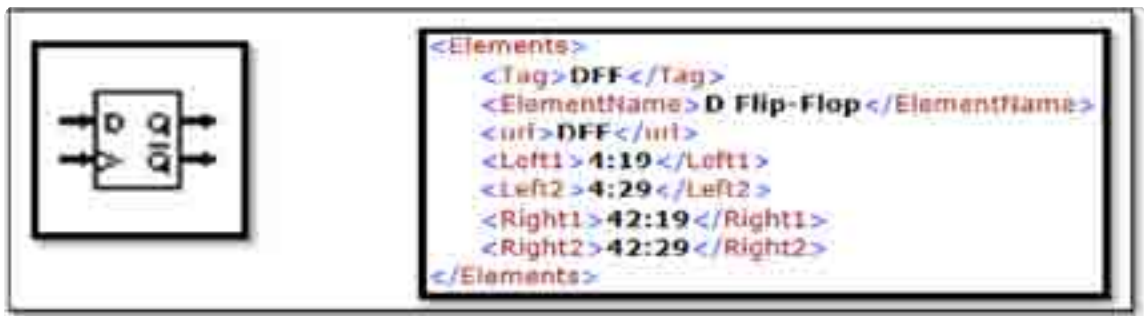 D Q
Q
<Elements>
<Tag>DFF</Tag>
<ElementName>D Flip-Flop</ElementName>
<url>DFF</url>
<Left1>4:19</Left1>
<Left2>4:29</Left2>
<Right1>42:19</Right1>
<Right2>42:29</Right2>
</Elements>